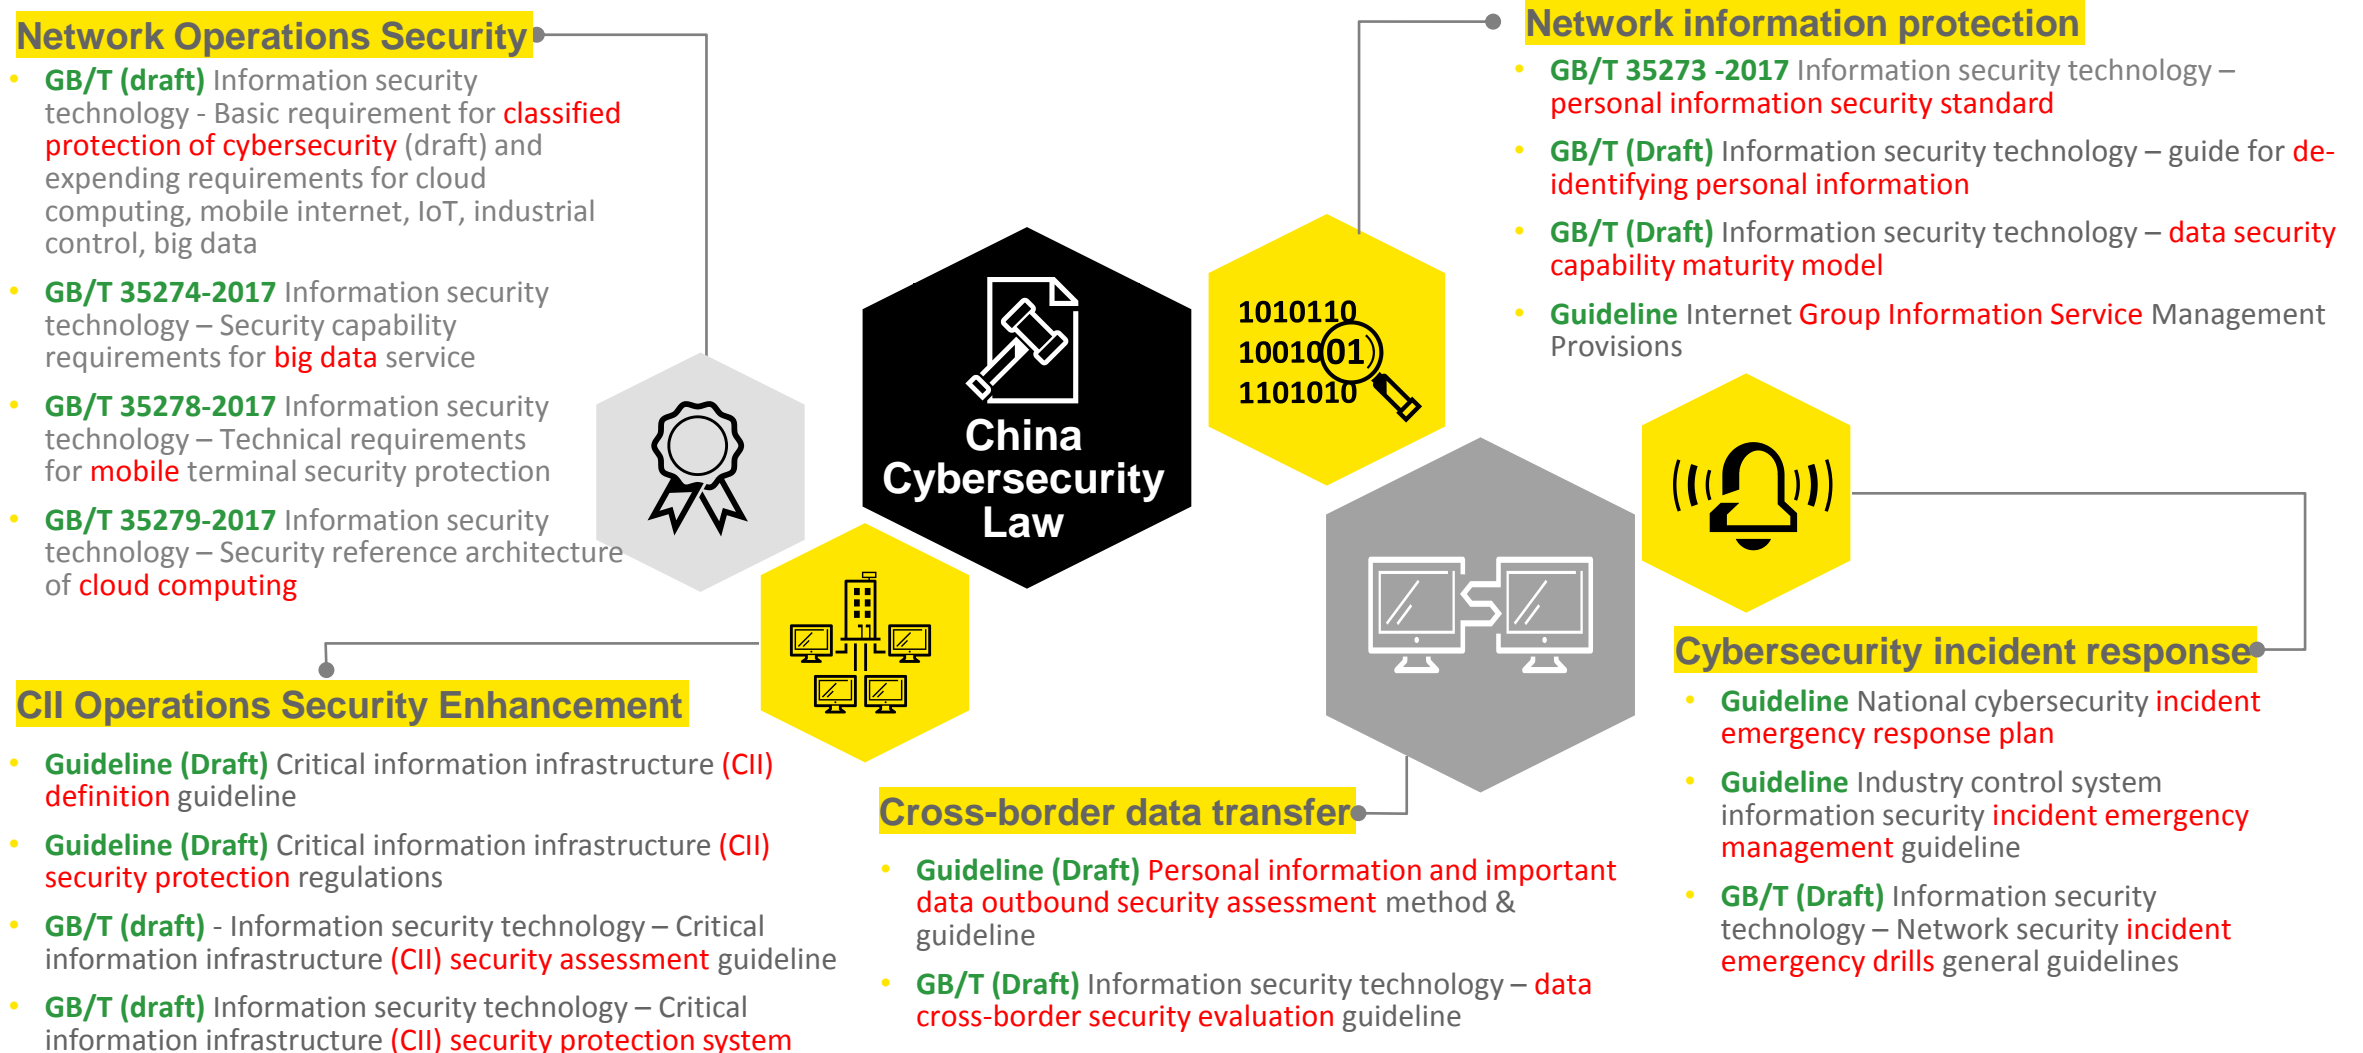 Network Operations Security
• GB/T (draft) Information security
technology - Basic requirement for classified
protection of cybersecurity (draft) and
expending requirements for cloud
computing, mobile internet, IoT, industrial
control, big data
• GB/T 35274-2017 Information security
technology – Security capability
requirements for big data service
• GB/T 35278-2017 Information security
technology – Technical requirements
for mobile terminal security protection
• GB/T 35279-2017 Information security
technology – Security reference architecture
of cloud computing
CII Operations Security Enhancement
• Guideline (Draft) Critical information infrastructure (CII)
definition guideline
• Guideline (Draft) Critical information infrastructure (CII)
security protection regulations
• GB/T (draft) - Information security technology – Critical
information infrastructure (CII) security assessment guideline
• GB/T (draft) Information security technology – Critical
information infrastructure (CII) security protection system
China
Cybersecurity
Law
1010110
1001001
1101010
Network information protection
• GB/T 35273 -2017 Information security technology –
personal information security standard
• GB/T (Draft) Information security technology – guide for de-
identifying personal information
• GB/T (Draft) Information security technology – data security
capability maturity model
• Guideline Internet Group Information Service Management
Provisions
Cross-border data transfer
• Guideline (Draft) Personal information and important
data outbound security assessment method &
guideline
• GB/T (Draft) Information security technology – data
cross-border security evaluation guideline
Cybersecurity incident response
• Guideline National cybersecurity incident
emergency response plan
• Guideline Industry control system
information security incident emergency
management guideline
• GB/T (Draft) Information security
technology – Network security incident
emergency drills general guidelines